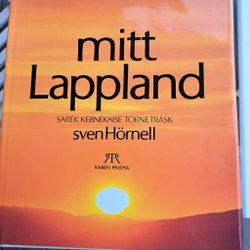 mitt
Lappland
SAREK KEBNEKAISE TORNETRÄSK
sven Hörnell
RABÉN PRISMA